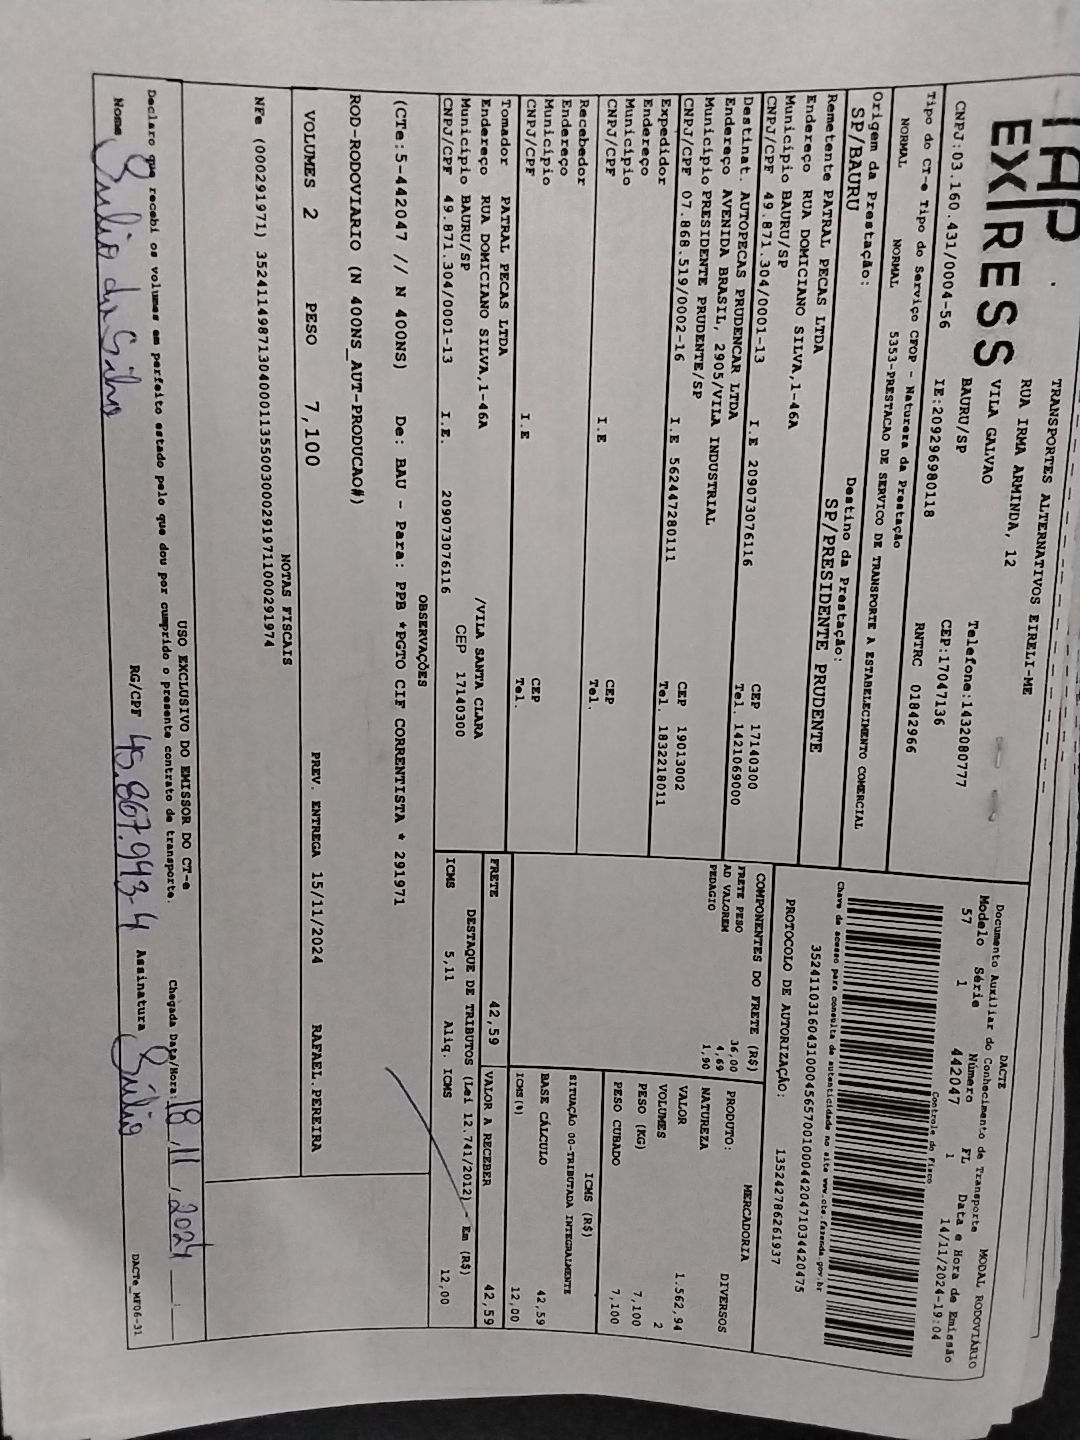 TAP
EXPRESS
TRANSPORTES ALTERNATIVOS EIRELI-ME
RUA IRMA ARMINDA, 12
VILA GALVAO
BAURU/SP
Telefone:1432080777
CEP:17047136
CNPJ:03.160.431/0004-56 IE:209296980118 RNTRC 01842966
DACTE
Documento Auxiliar do Conhecimento de Transporte MODAL RODOVIÁRIO
Modelo Série Número FL Data e Hora de Emissão
57 1 442047 1 14/11/2024-19:04
Controle do Fisco
Chave de acesso para consulta de autenticidade no site www.cte.fazenda.gov.br
35241103160431000456570010004420471034420475
PROTOCOLO DE AUTORIZAÇÃO: 135242786261937
Tipo do CT-e Tipo do Serviço CFOP - Natureza da Prestação
NORMAL NORMAL 5353-PRESTACAO DE SERVICO DE TRANSPORTE A ESTABELECIMENTO COMERCIAL
Origem da Prestação: Destino da Prestação:
SP/BAURU SP/PRESIDENTE PRUDENTE
Remetente PATRAL PECAS LTDA
Endereço RUA DOMICIANO SILVA,1-46A
Município BAURU/SP CEP 17140300
CNPJ/CPF 49.871.304/0001-13 I.E 209073076116 Tel. 1421069000
Destinat. AUTOPECAS PRUDENCAR LTDA
Endereço AVENIDA BRASIL, 2905/VILA INDUSTRIAL
Município PRESIDENTE PRUDENTE/SP CEP 19013002
CNPJ/CPF 07.868.519/0002-16 I.E 562447280111 Tel. 1832218011
Expedidor
Endereço
Município CEP
CNPJ/CPF I.E Tel.
Recebedor
Endereço
Município CEP
CNPJ/CPF I.E Tel.
Tomador PATRAL PECAS LTDA
Endereço RUA DOMICIANO SILVA,1-46A /VILA SANTA CLARA
Município BAURU/SP CEP 17140300
CNPJ/CPF 49.871.304/0001-13 I.E. 209073076116
COMPONENTES DO FRETE (R$)
FRETE PESO 36,00
AD VALOREM 4,69
PEDAGIO 1,90
FRETE 42,59
MERCADORIA
PRODUTO: DIVERSOS
NATUREZA
VALOR 1.562,94
VOLUMES 2
PESO (KG) 7,100
PESO CUBADO 7,100
ICMS (R$)
SITUAÇÃO 00-TRIBUTADA INTEGRALMENTE
BASE CÁLCULO 42,59
ICMS(%) 12,00
VALOR A RECEBER 42,59
DESTAQUE DE TRIBUTOS (Lei 12.741/2012) - Em (R$)
ICMS 5,11 Aliq. ICMS 12,00
OBSERVAÇÕES
(CTe:5-442047 // N 400NS) De: BAU - Para: PPB *PGTO CIF CORRENTISTA * 291971
ROD-RODOVIARIO (N 400NS_AUT-PRODUCAO#)
VOLUMES 2 PESO 7,100 PREV. ENTREGA 15/11/2024 RAFAEL.PEREIRA
NOTAS FISCAIS
NFe (000291971) 35241149871304000113550030002919711000291974
USO EXCLUSIVO DO EMISSOR DO CT-e
Declaro que recebi os volumes em perfeito estado pelo que dou por cumprido o presente contrato de transporte. Chegada Data/Hora: 18, 11, 2024
Nome Júlio da Silva RG/CPF 45.867.943-4 Assinatura Júlio
DACTe_MF06-31